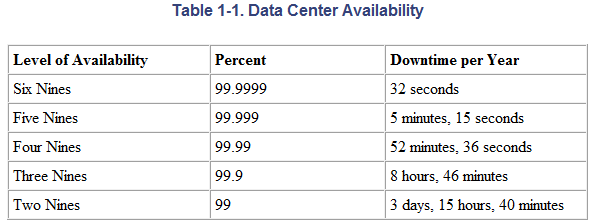 Table 1-1. Data Center Availability
Level of Availability Percent Downtime per Year
Six Nines 99.9999 32 seconds
Five Nines 99.999 5 minutes, 15 seconds
Four Nines 99.99 52 minutes, 36 seconds
Three Nines 99.9 8 hours, 46 minutes
Two Nines 99 3 days, 15 hours, 40 minutes